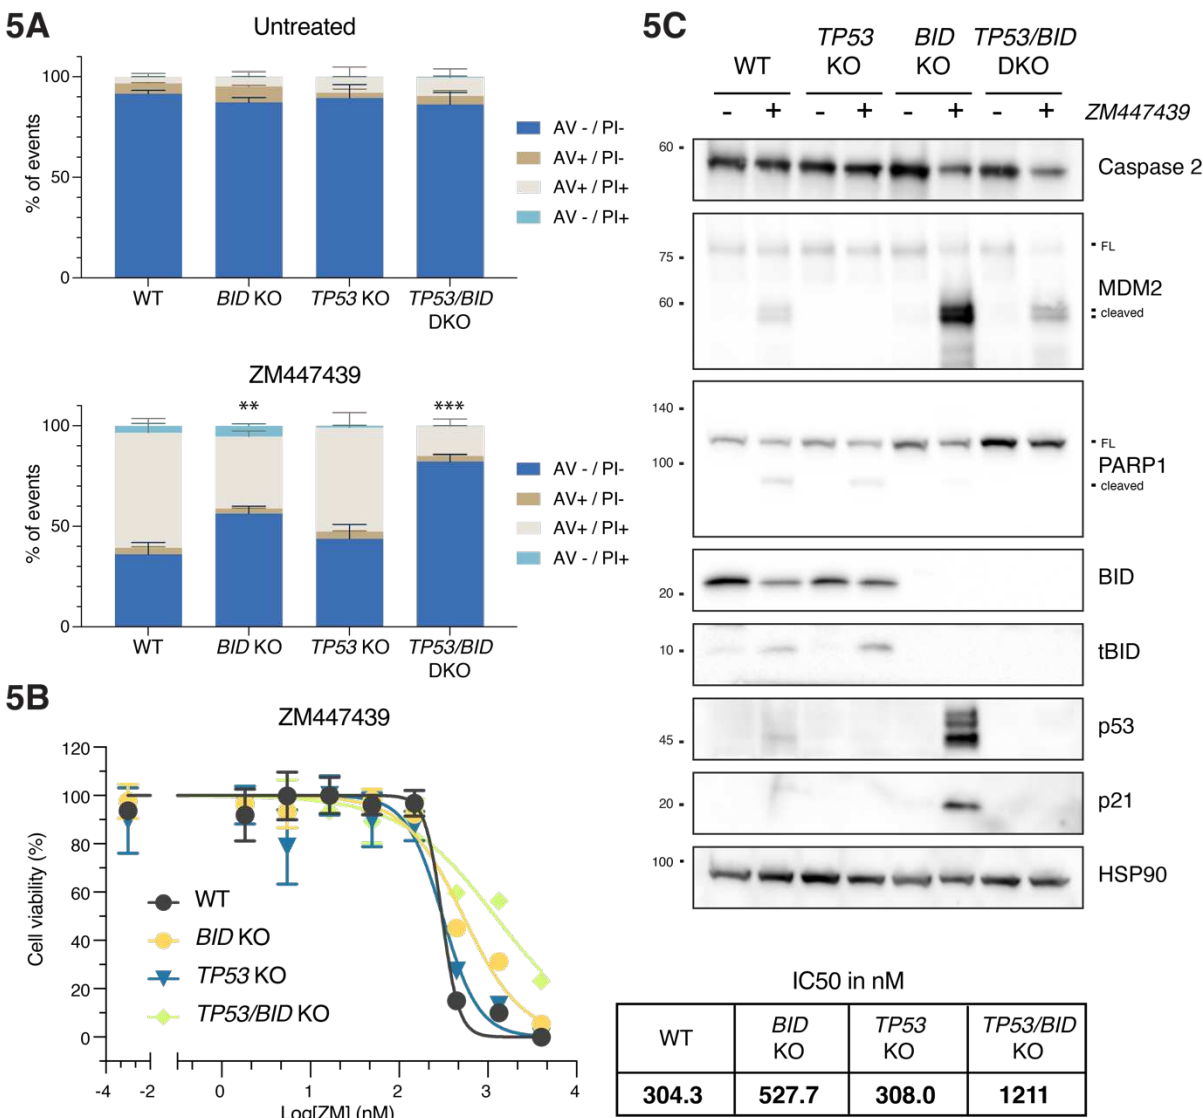 5A
Untreated
100
50
0
% of events
WT
BID KO
TP53 KO
TP53/BID
DKO
AV - / PI-
AV+ / PI-
AV+ / PI+
AV - / PI+
ZM447439
**
***
100
50
0
% of events
WT
BID KO
TP53 KO
TP53/BID
DKO
AV - / PI-
AV+ / PI-
AV+ / PI+
AV - / PI+
5B
ZM447439
120
100
80
60
40
20
0
Cell viability (%)
WT
BID KO
TP53 KO
TP53/BID KO
-4 -2 0 1 2 3 4
Log[ZM] (nM)
5C
WT
TP53
KO
BID
KO
TP53/BID
DKO
- + - + - + - + ZM447439
60
Caspase 2
75
60
FL
MDM2
cleaved
140
100
FL
PARP1
cleaved
20
BID
10
tBID
45
p53
20
p21
100
HSP90
IC50 in nM
WT
BID
KO
TP53
KO
TP53/BID
KO
304.3 527.7 308.0 1211